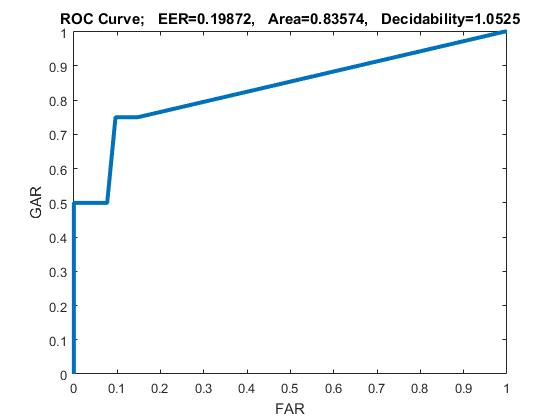 ROC Curve;   EER=0.19872,   Area=0.83574,   Decidability=1.0525
1
0.9
0.8
0.7
0.6
0.5
0.4
0.3
0.2
0.1
0
GAR
0 0.1 0.2 0.3 0.4 0.5 0.6 0.7 0.8 0.9 1
FAR